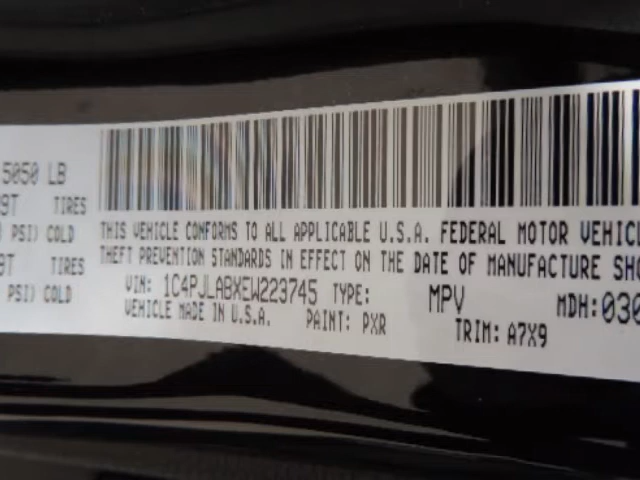 5050 LB
9T TIRES
PSI) COLD
9T TIRES
PSI) COLD
THIS VEHICLE CONFORMS TO ALL APPLICABLE U.S.A. FEDERAL MOTOR VEHICL
THEFT PREVENTION STANDARDS IN EFFECT ON THE DATE OF MANUFACTURE SHO
VIN: 1C4PJLABXEW223745 TYPE: MPV MDH: 030
VEHICLE MADE IN U.S.A. PAINT: PXR TRIM: A7X9